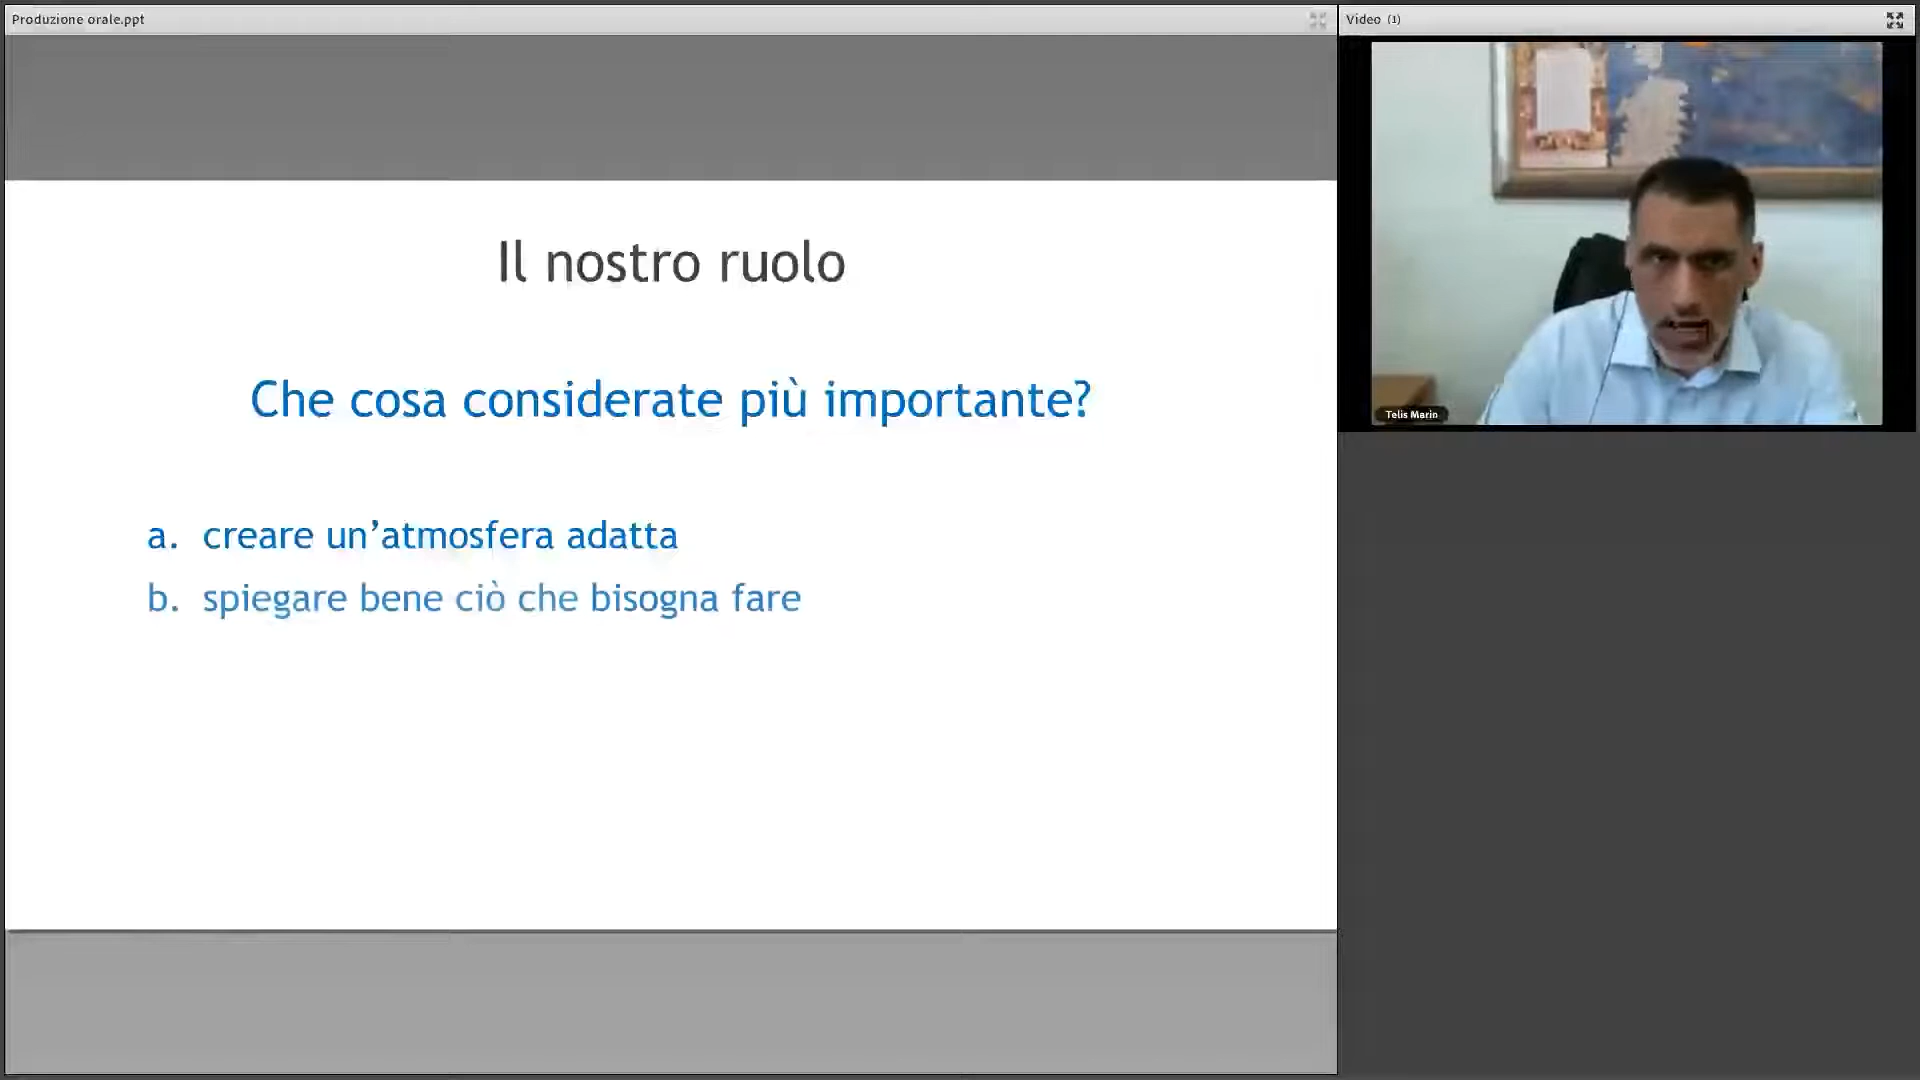 Produzione orale.ppt
Video (1)
Il nostro ruolo
Che cosa considerate più importante?
a. creare un’atmosfera adatta
b. spiegare bene ciò che bisogna fare
Telis Marin